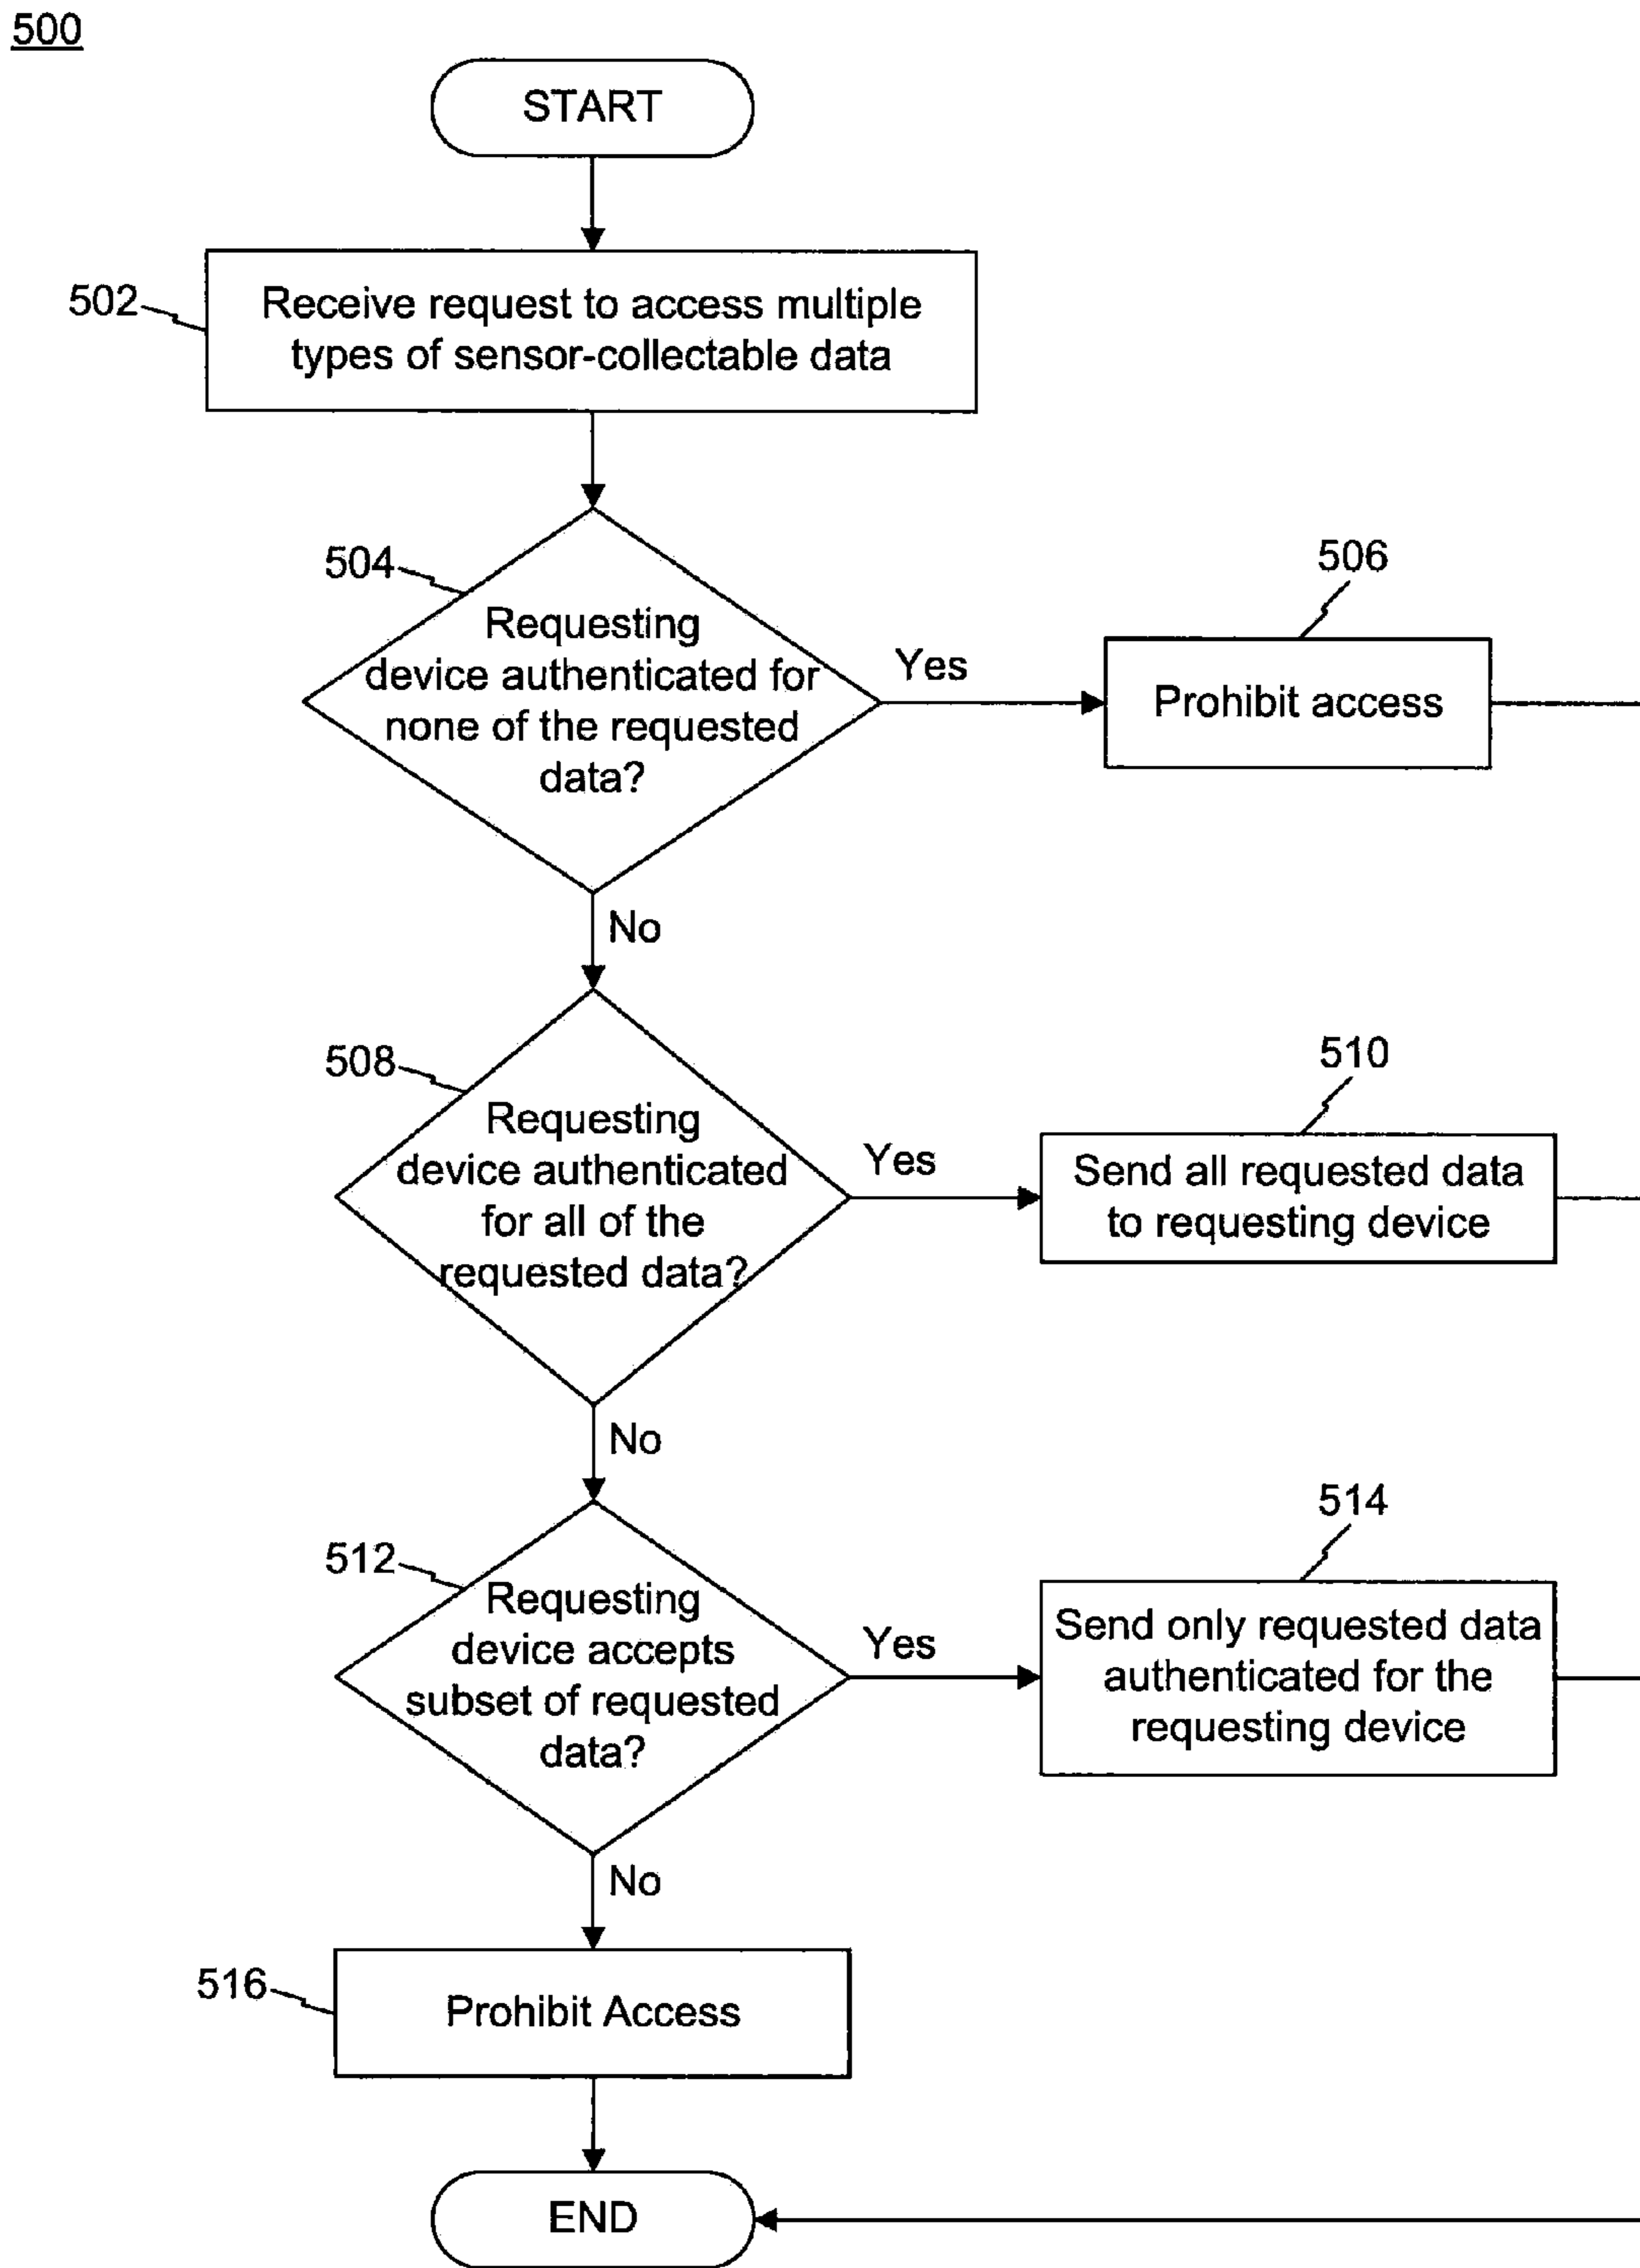 500
START
502
Receive request to access multiple
types of sensor-collectable data
504
Requesting
device authenticated for
none of the requested
data?
Yes
506
Prohibit access
No
508
Requesting
device authenticated
for all of the
requested data?
Yes
510
Send all requested data
to requesting device
No
512
Requesting
device accepts
subset of requested
data?
Yes
514
Send only requested data
authenticated for the
requesting device
No
516
Prohibit Access
END